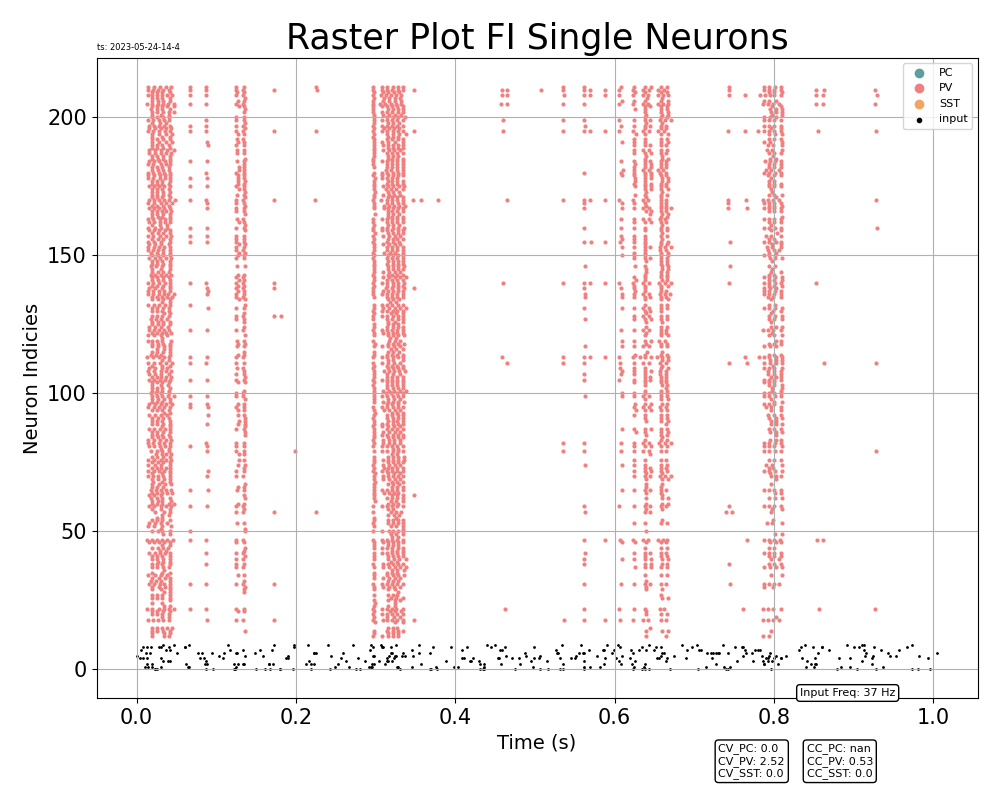 Raster Plot FI Single Neurons
ts: 2023-05-24-14-4
PC
PV
SST
input
200
150
100
50
0
Neuron Indicies
0.0 0.2 0.4 0.6 0.8 1.0
Time (s)
Input Freq: 37 Hz
CV_PC: 0.0
CV_PV: 2.52
CV_SST: 0.0
CC_PC: nan
CC_PV: 0.53
CC_SST: 0.0